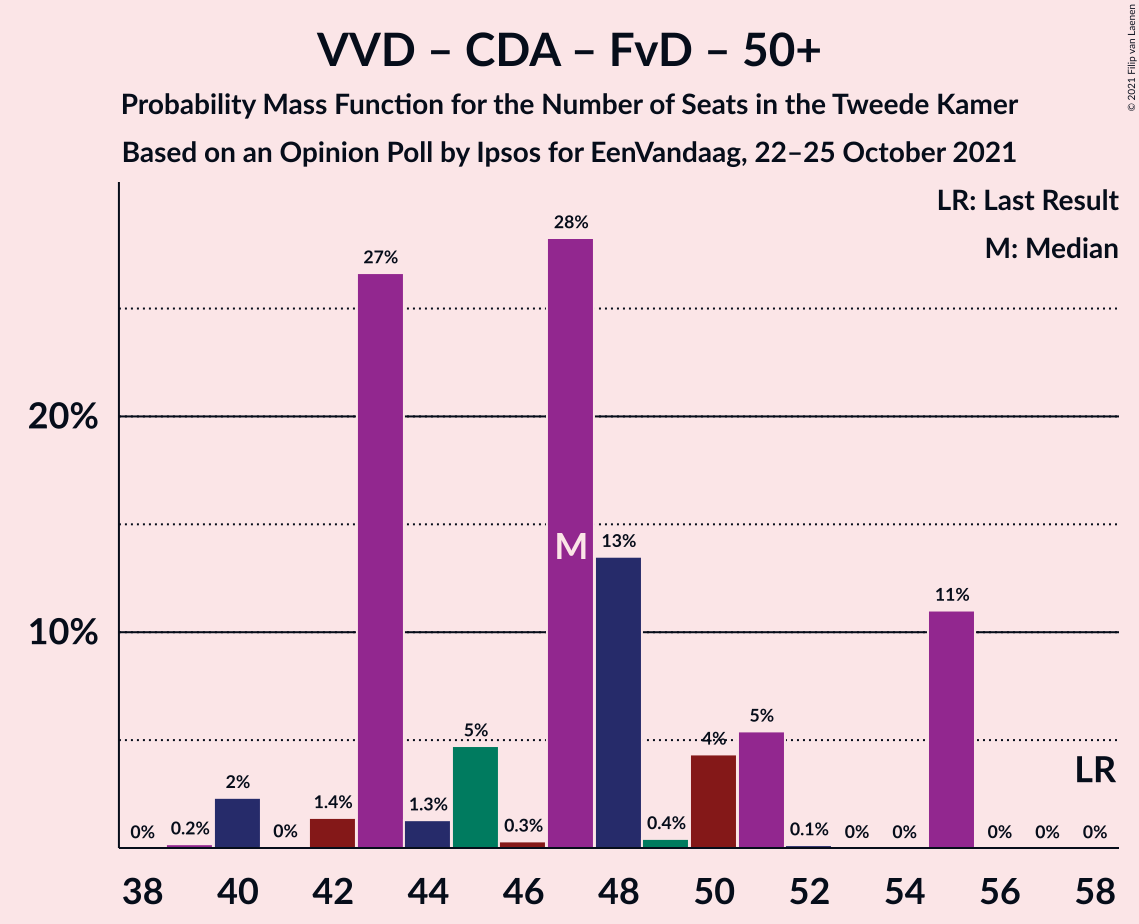 VVD – CDA – FvD – 50+
Probability Mass Function for the Number of Seats in the Tweede Kamer
Based on an Opinion Poll by Ipsos for EenVandaag, 22–25 October 2021
© 2021 Filip van Laenen
LR: Last Result
M: Median
20%
10%
0% 0.2% 2% 0% 1.4% 27% 1.3% 5% 0.3% 28% 13% 0.4% 4% 5% 0.1% 0% 0% 11% 0% 0% 0%
M
LR
38 40 42 44 46 48 50 52 54 56 58